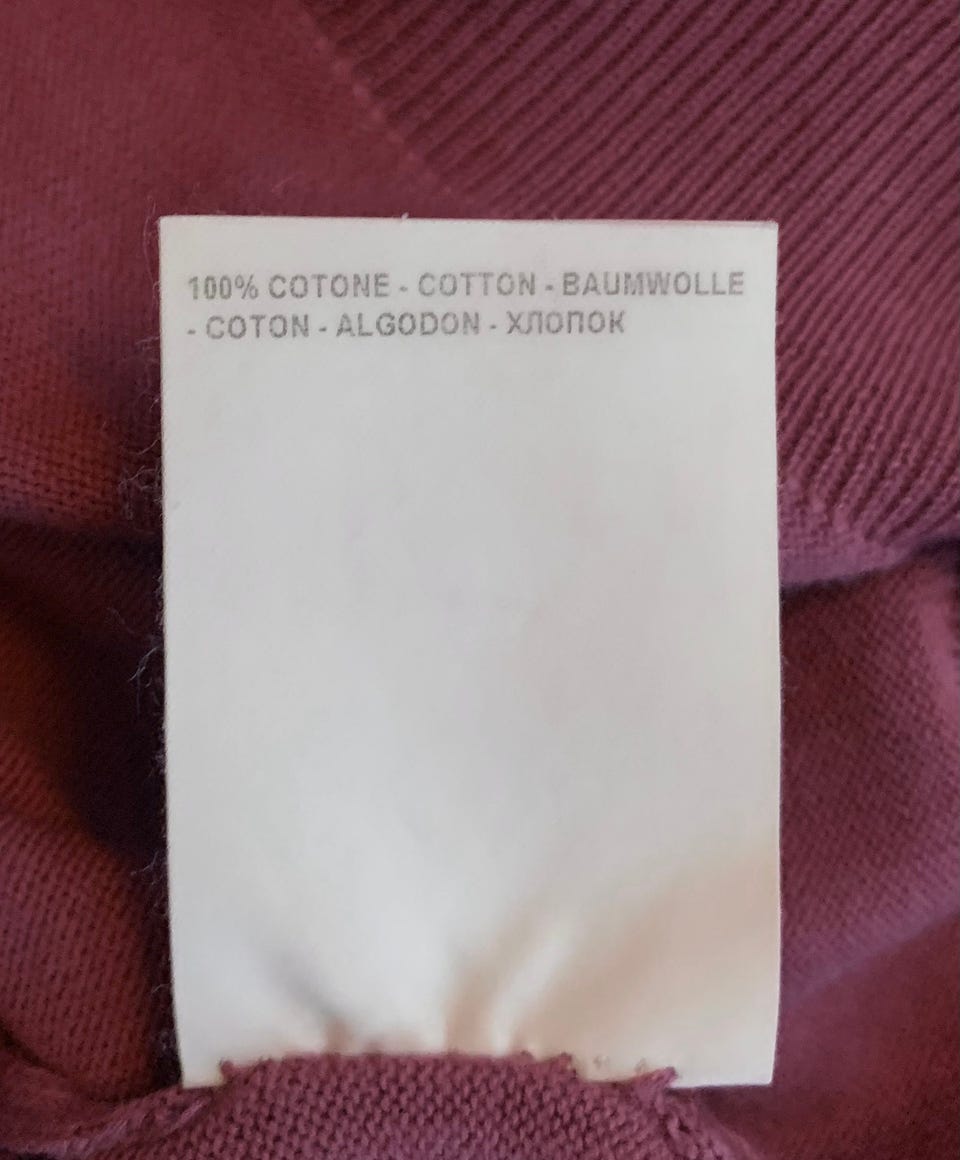 100% COTONE - COTTON - BAUMWOLLE
- COTON - ALGODON - ХЛОПОК